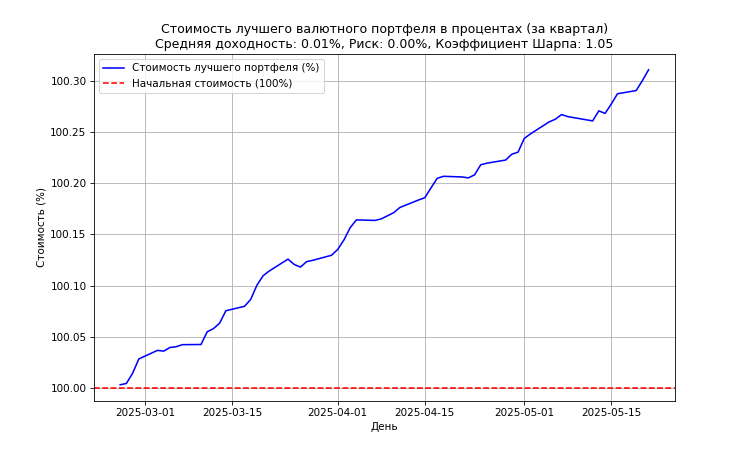 Стоимость лучшего валютного портфеля в процентах (за квартал)
Средняя доходность: 0.01%, Риск: 0.00%, Коэффициент Шарпа: 1.05
Стоимость лучшего портфеля (%)
Начальная стоимость (100%)
Стоимость (%)
100.30
100.25
100.20
100.15
100.10
100.05
100.00
2025-03-01 2025-03-15 2025-04-01 2025-04-15 2025-05-01 2025-05-15
День